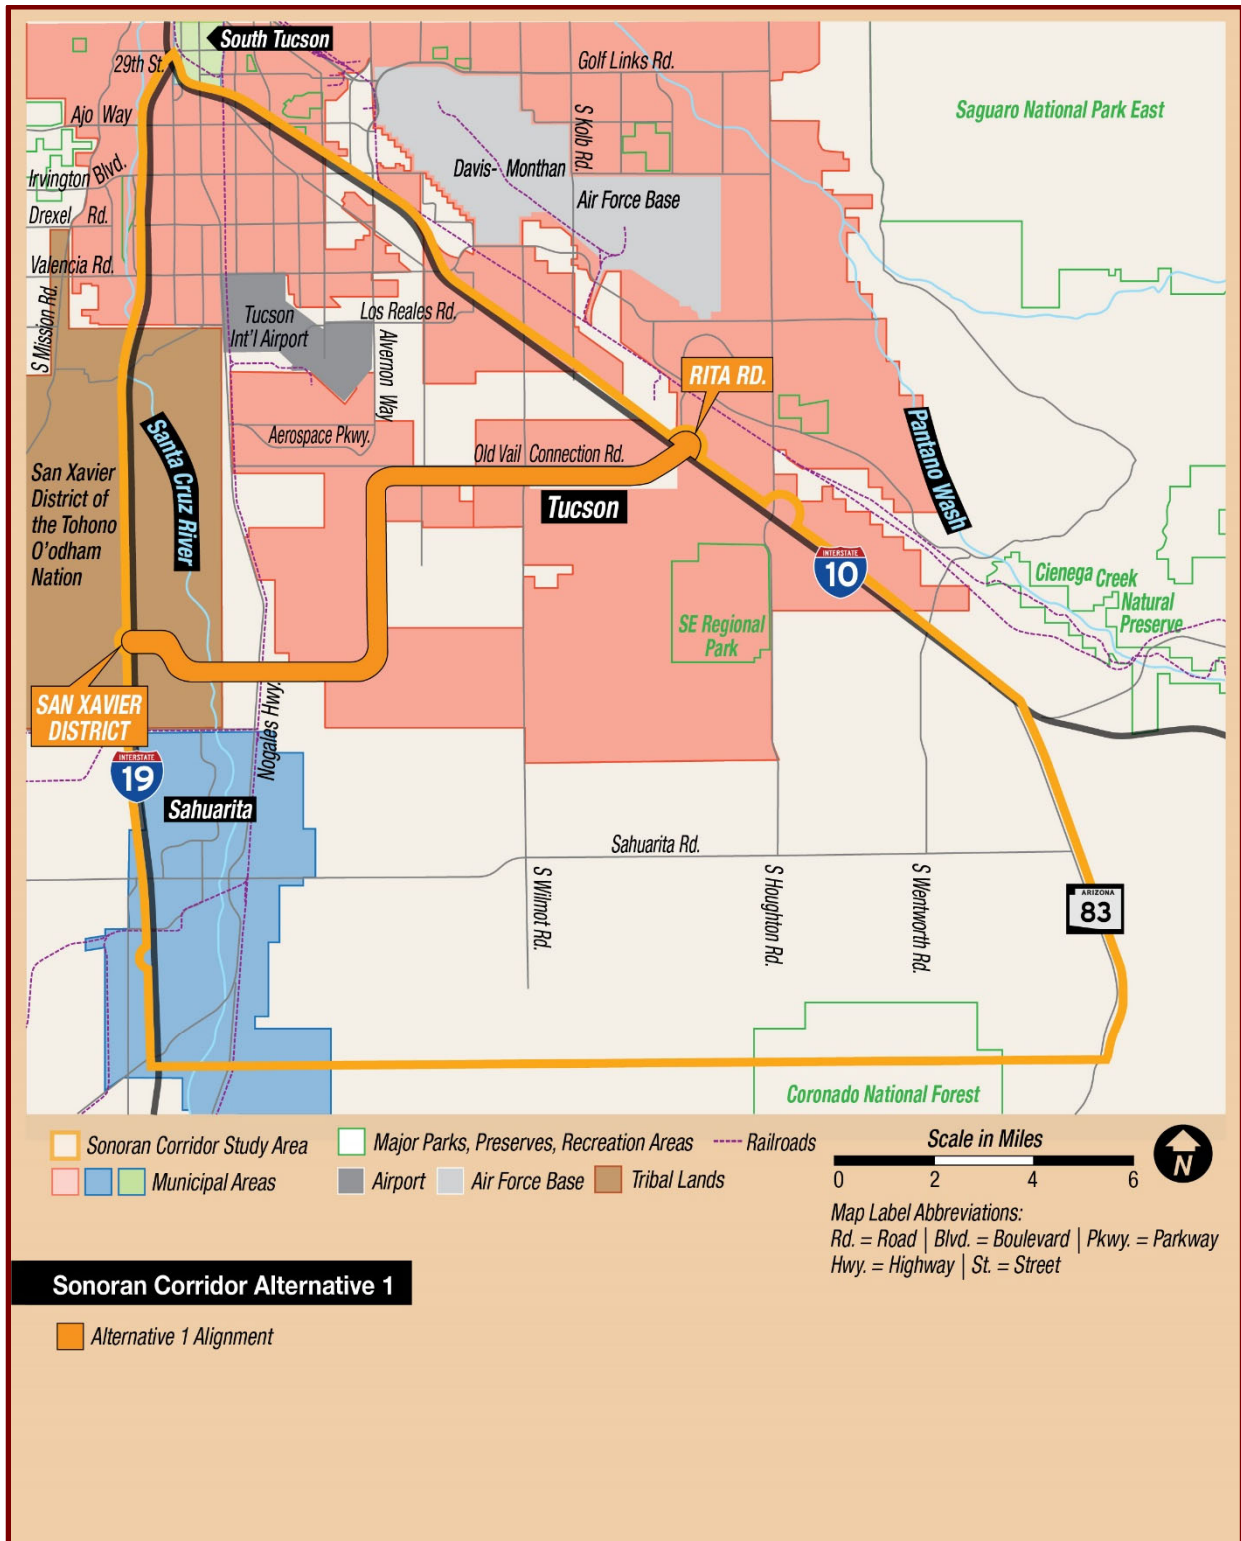 South Tucson
29th St.
Golf Links Rd.
Ajo Way
S Kolb Rd.
Saguaro National Park East
Irvington Blvd.
Davis- Monthan
Air Force Base
Drexel Rd.
Valencia Rd.
S Mission Rd.
Tucson
Int'l Airport
Los Reales Rd.
Alvernon Way
RITA RD.
Aerospace Pkwy.
Old Vail Connection Rd.
Santa Cruz River
Pantano Wash
San Xavier
District of
the Tohono
O'odham
Nation
Tucson
INTERSTATE
10
Cienega Creek
Natural
Preserve
SE Regional
Park
SAN XAVIER
DISTRICT
Nogales Hwy.
INTERSTATE
19
Sahuarita
Sahuarita Rd.
S Wilmot Rd.
S Houghton Rd.
S Wentworth Rd.
ARIZONA
83
Coronado National Forest
Sonoran Corridor Study Area
Major Parks, Preserves, Recreation Areas
Railroads
Municipal Areas
Airport
Air Force Base
Tribal Lands
Scale in Miles
0 2 4 6
N
Map Label Abbreviations:
Rd. = Road | Blvd. = Boulevard | Pkwy. = Parkway
Hwy. = Highway | St. = Street
Sonoran Corridor Alternative 1
Alternative 1 Alignment